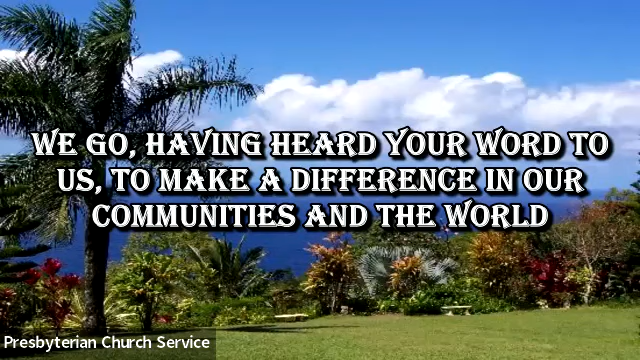 WE GO, HAVING HEARD YOUR WORD TO
US, TO MAKE A DIFFERENCE IN OUR
COMMUNITIES AND THE WORLD
Presbyterian Church Service